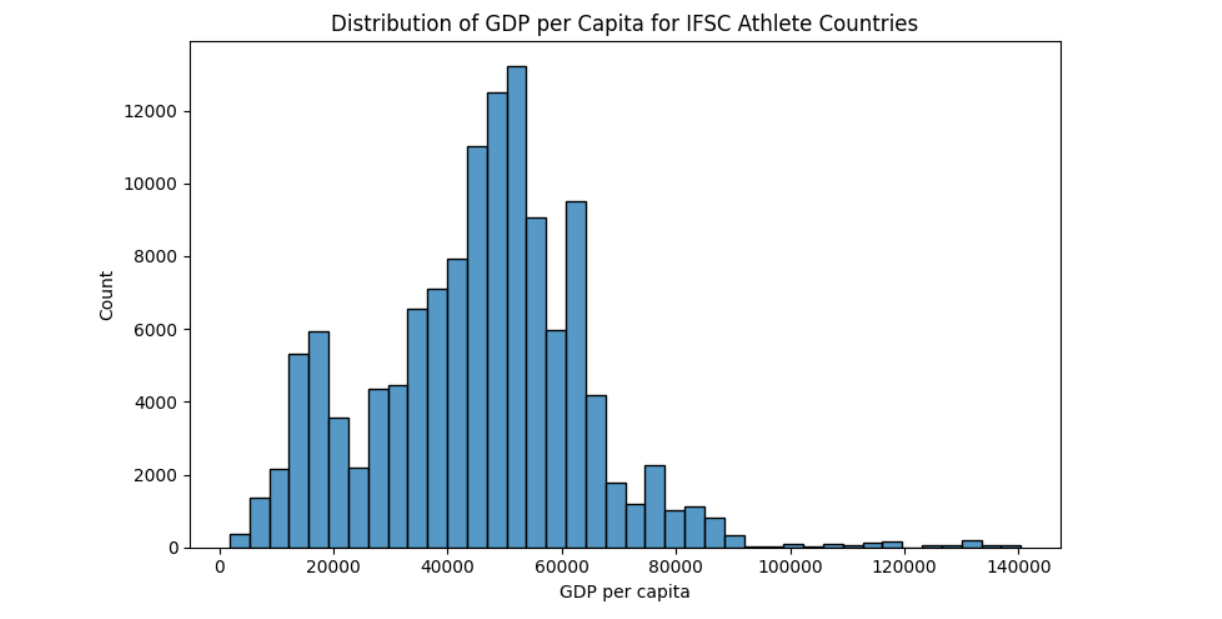 Distribution of GDP per Capita for IFSC Athlete Countries
12000
10000
8000
6000
4000
2000
0
Count
0 20000 40000 60000 80000 100000 120000 140000
GDP per capita